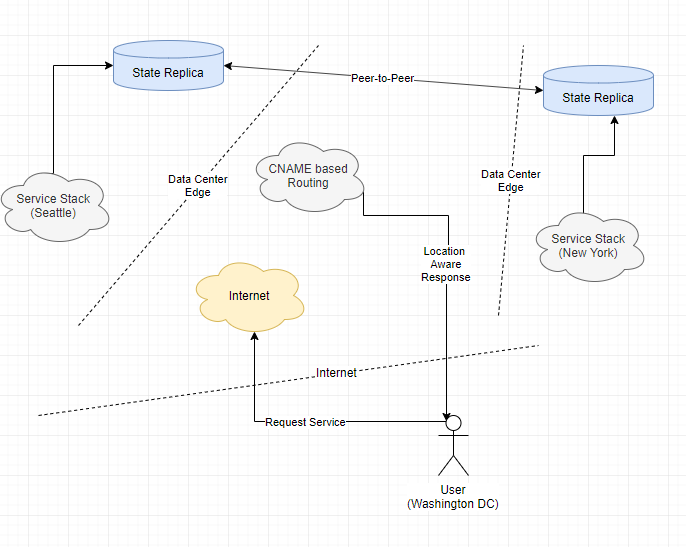 State Replica
Peer-to-Peer
State Replica
CNAME based
Routing
Data Center
Edge
Data Center
Edge
Service Stack
(Seattle)
Service Stack
(New York)
Location
Aware
Response
Internet
Internet
Request Service
User
(Washington DC)